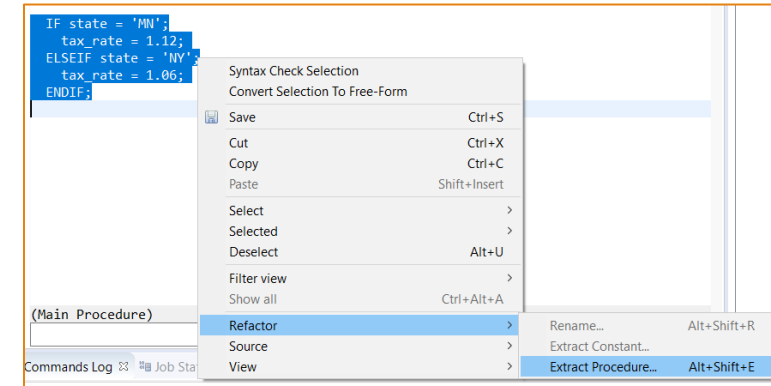 IF state = 'MN';
tax_rate = 1.12;
ELSEIF state = 'NY';
tax_rate = 1.06;
ENDIF;
Syntax Check Selection
Convert Selection To Free-Form
Save Ctrl+S
Cut Ctrl+X
Copy Ctrl+C
Paste Shift+Insert
Select >
Selected >
Deselect Alt+U
Filter view >
Show all Ctrl+Alt+A
(Main Procedure)
Refactor >
Rename... Alt+Shift+R
Source >
Extract Constant...
Commands Log Job Sta
View >
Extract Procedure... Alt+Shift+E